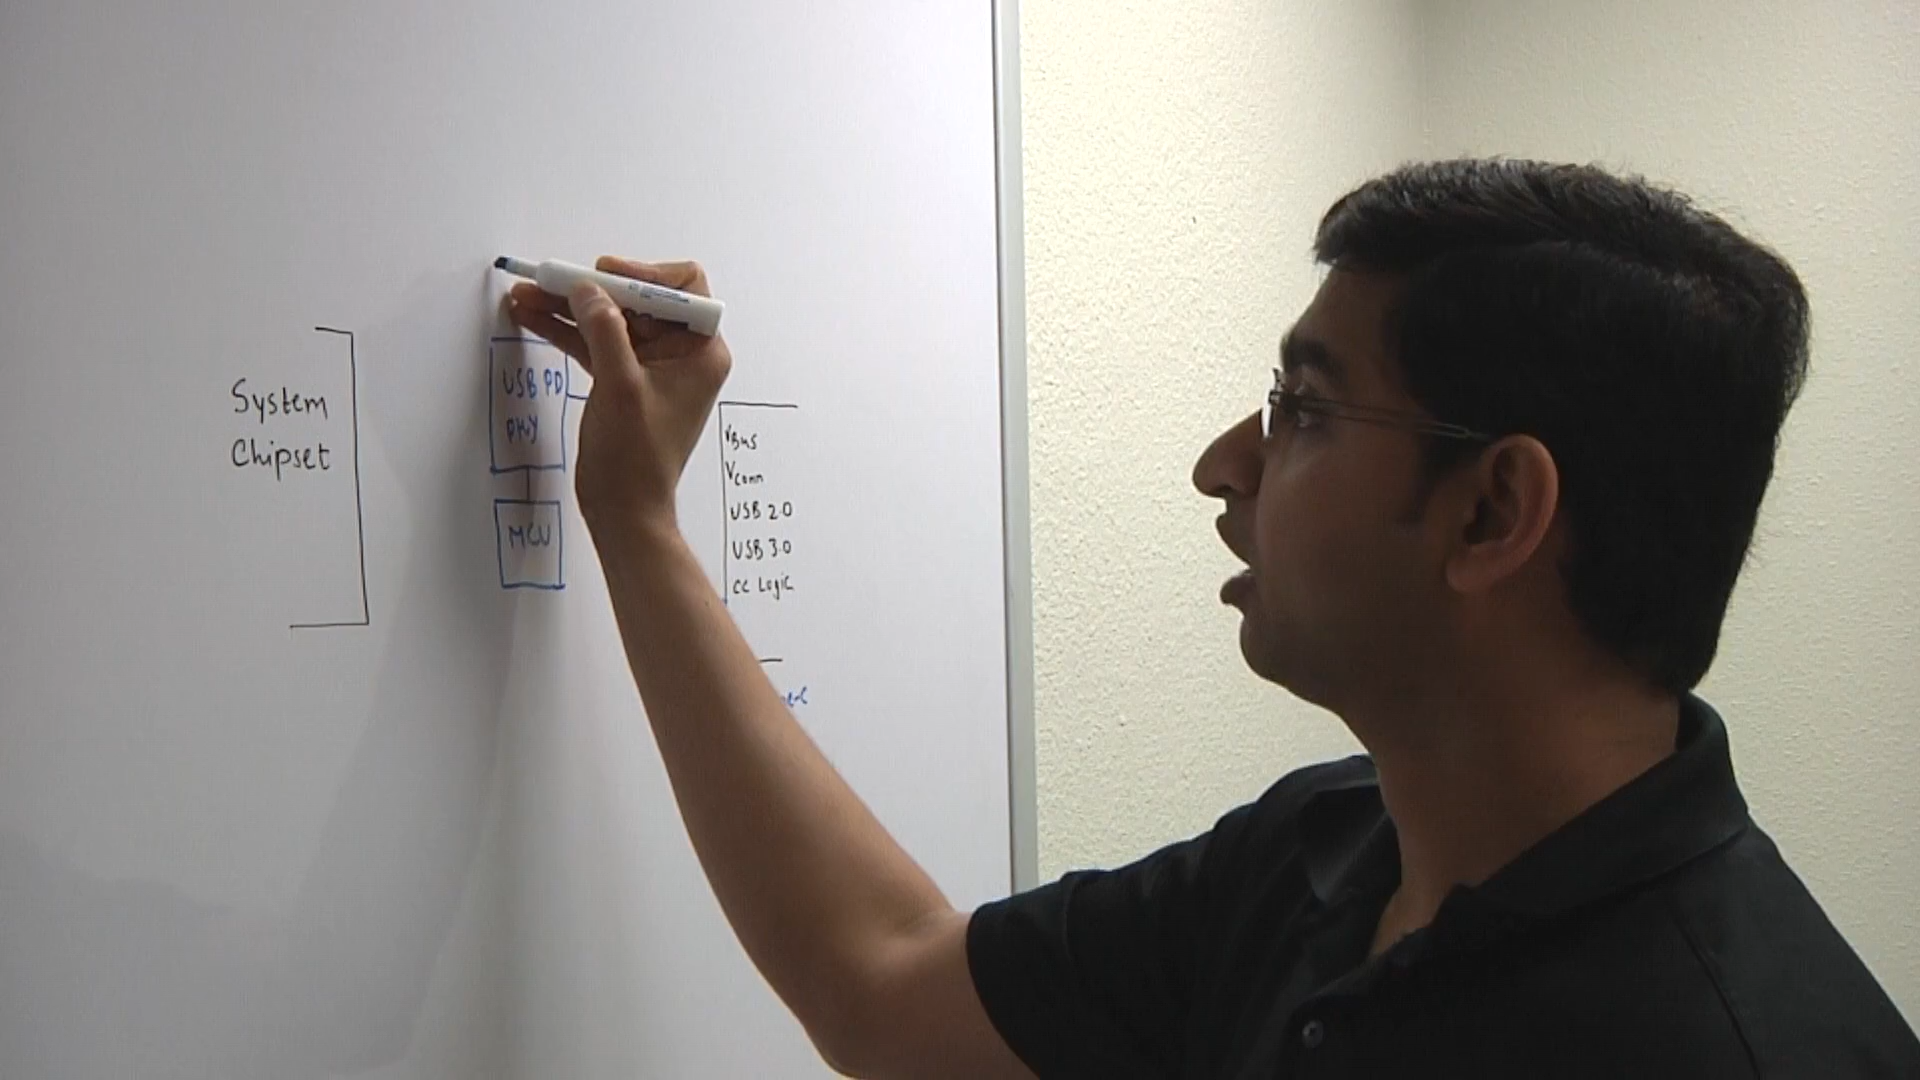 System
Chipset
USB PD
PHY
MCU
VBus
Vconn
USB 2.0
USB 3.0
CC Logic